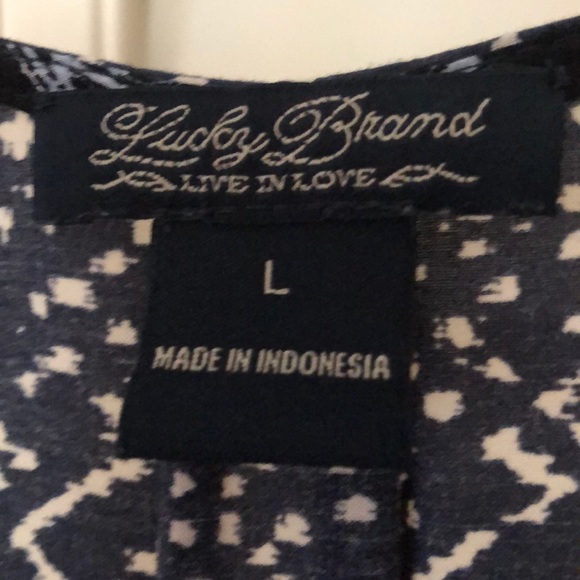 Lucky Brand
LIVE IN LOVE
L
MADE IN INDONESIA